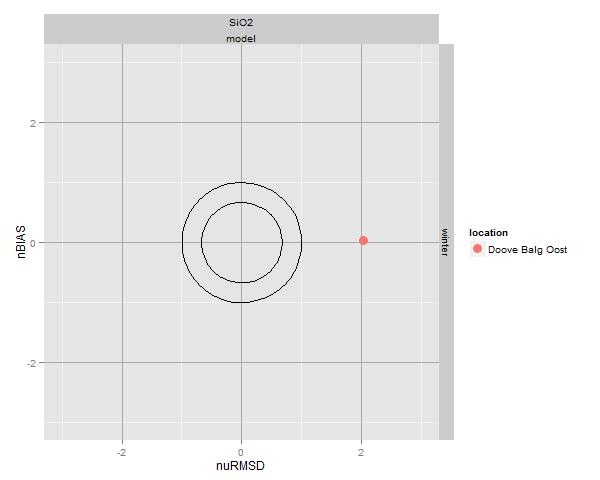 SiO2
model
2
0
-2
nBIAS
winter
location
Doove Balg Oost
-2
0
2
nuRMSD